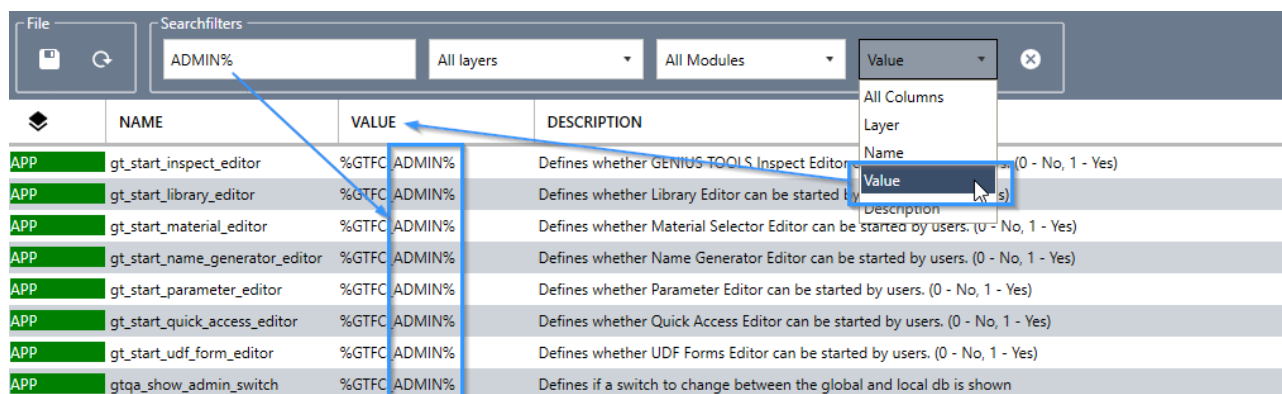 File
Searchfilters
ADMIN%
All layers
All Modules
Value
All Columns
Layer
Name
Value
Description
NAME
VALUE
DESCRIPTION
APP gt_start_inspect_editor %GTFC_ADMIN% Defines whether GENIUS TOOLS Inspect Editor s. (0 - No, 1 - Yes)
APP gt_start_library_editor %GTFC_ADMIN% Defines whether Library Editor can be started by s)
APP gt_start_material_editor %GTFC_ADMIN% Defines whether Material Selector Editor can be started by users. (0 - No, 1 - Yes)
APP gt_start_name_generator_editor %GTFC_ADMIN% Defines whether Name Generator Editor can be started by users. (0 - No, 1 - Yes)
APP gt_start_parameter_editor %GTFC_ADMIN% Defines whether Parameter Editor can be started by users. (0 - No, 1 - Yes)
APP gt_start_quick_access_editor %GTFC_ADMIN% Defines whether Quick Access Editor can be started by users. (0 - No, 1 - Yes)
APP gt_start_udf_form_editor %GTFC_ADMIN% Defines whether UDF Forms Editor can be started by users. (0 - No, 1 - Yes)
APP gtqa_show_admin_switch %GTFC_ADMIN% Defines if a switch to change between the global and local db is shown